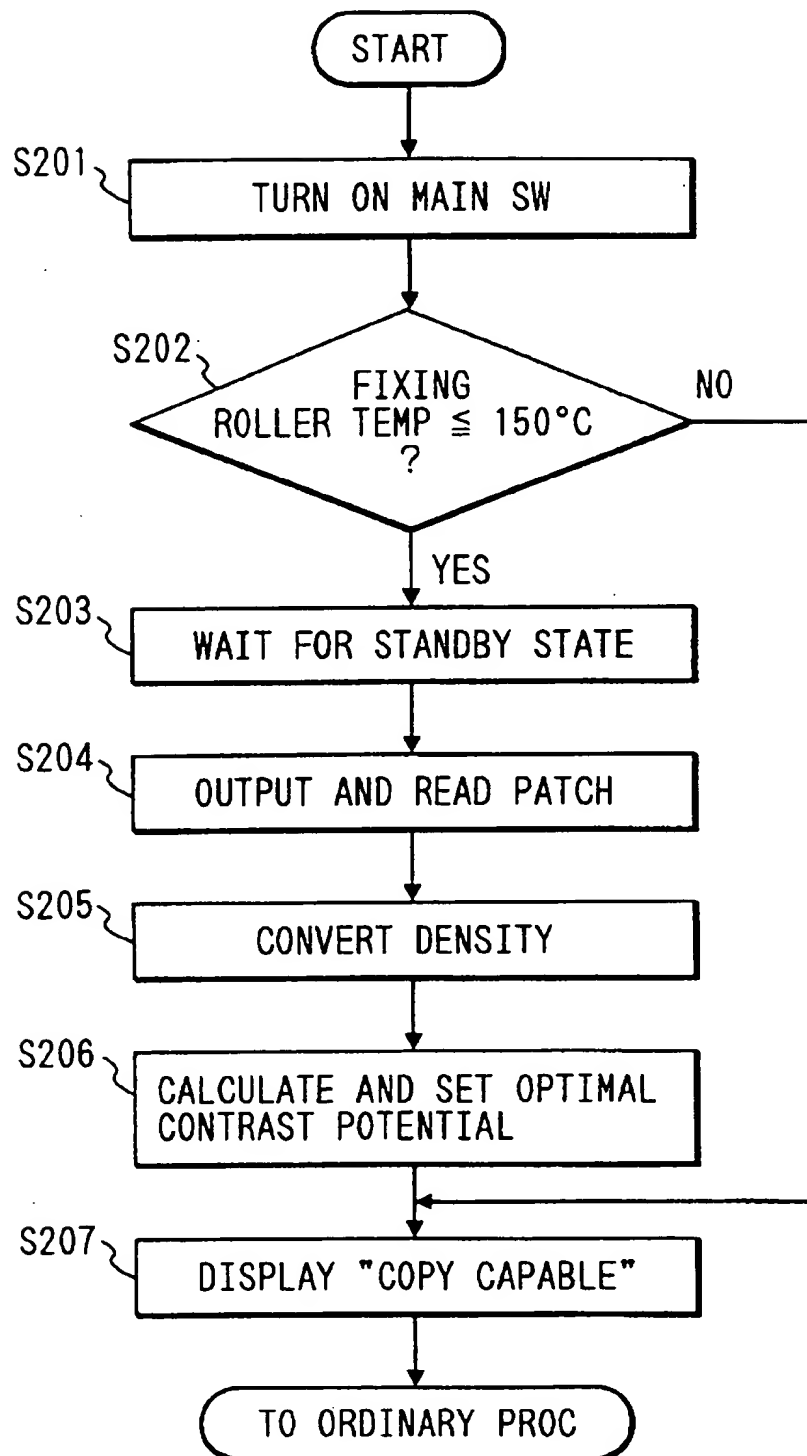 START
S201
TURN ON MAIN SW
S202
FIXING
ROLLER TEMP ≦ 150°C
?
NO
YES
S203
WAIT FOR STANDBY STATE
S204
OUTPUT AND READ PATCH
S205
CONVERT DENSITY
S206
CALCULATE AND SET OPTIMAL
CONTRAST POTENTIAL
S207
DISPLAY "COPY CAPABLE"
TO ORDINARY PROC